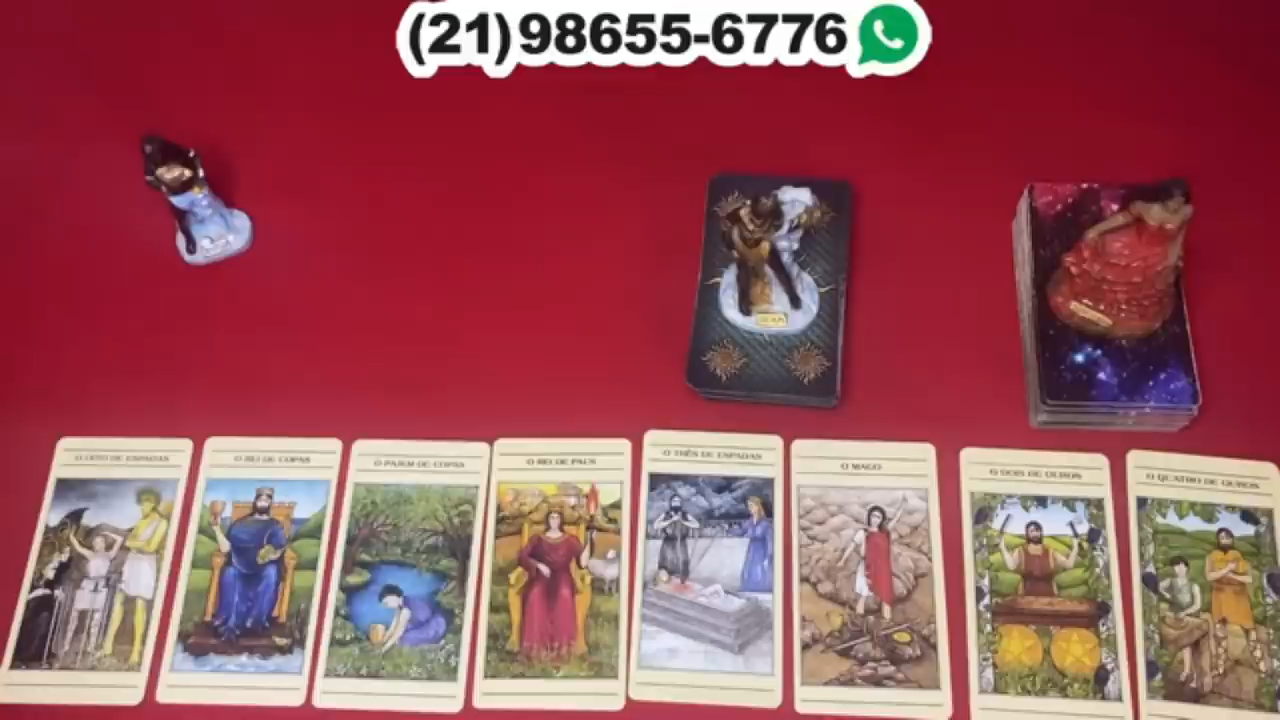 (21)98655-6776
O OITO DE ESPADAS
O REI DE COPAS
O PAJEM DE COPAS
O REI DE PAUS
O TRÊS DE ESPADAS
O MAGO
O DOIS DE OUROS
O QUATRO DE OUROS